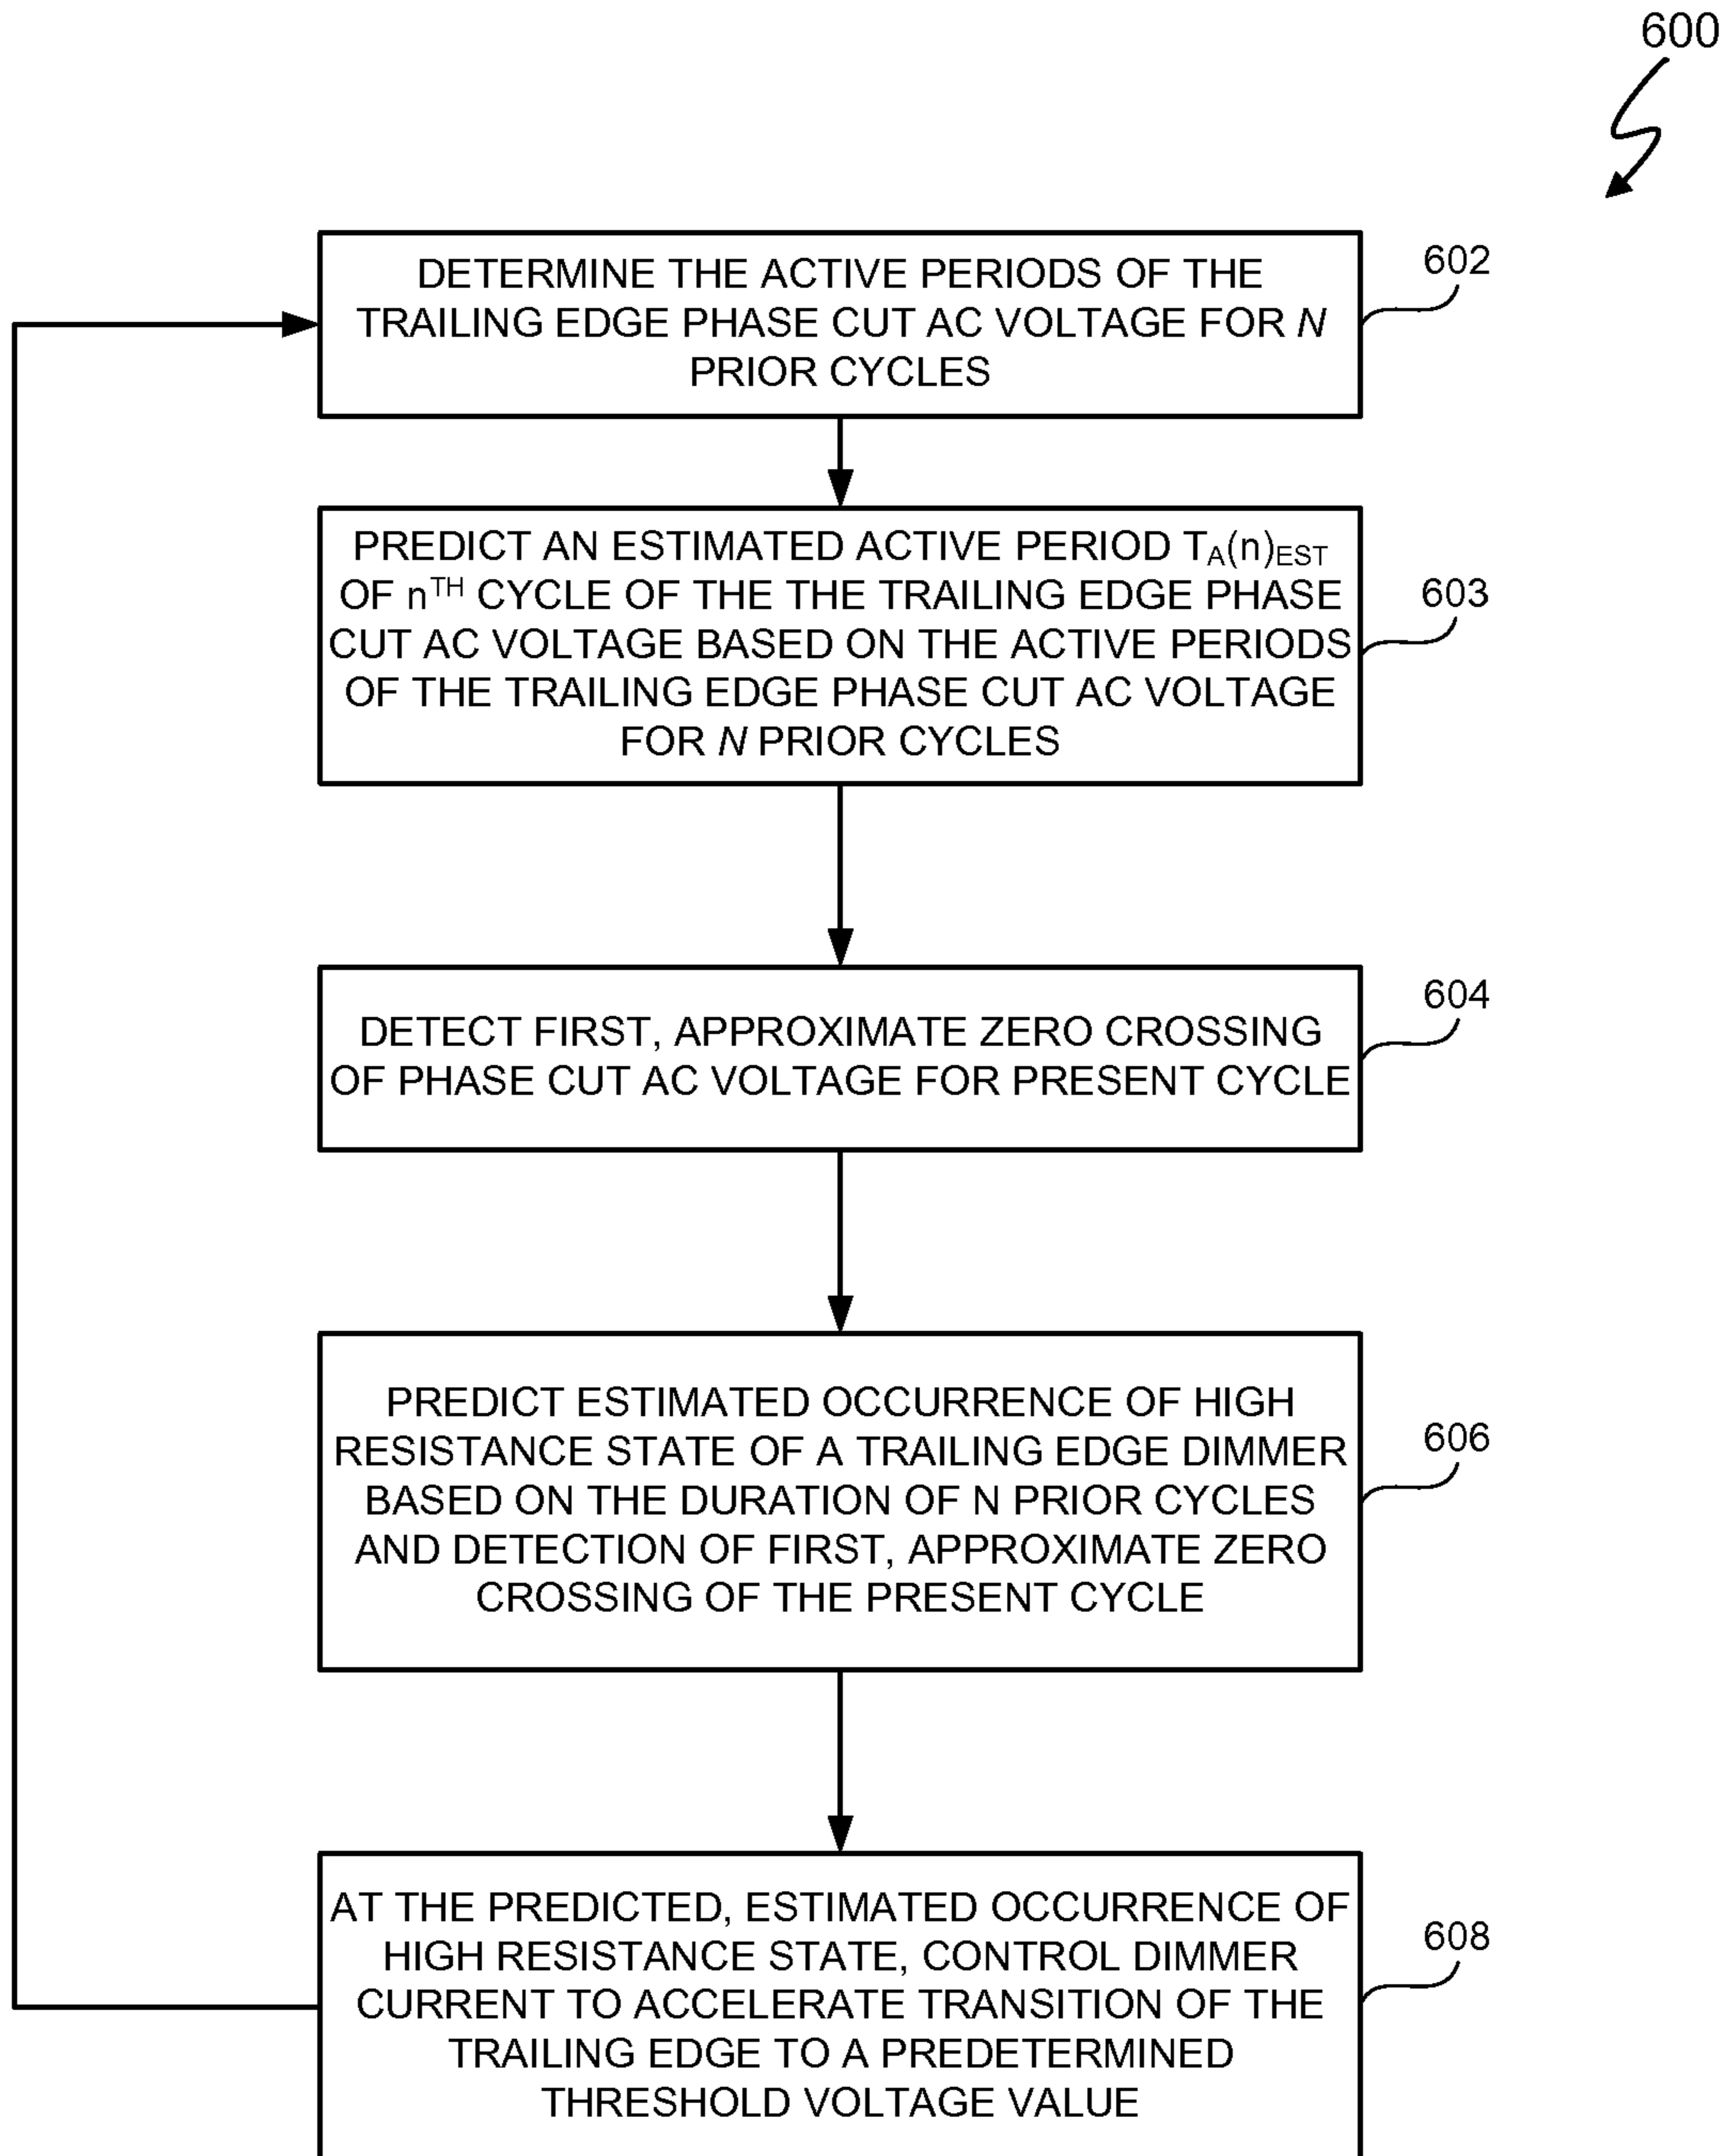 600
DETERMINE THE ACTIVE PERIODS OF THE
TRAILING EDGE PHASE CUT AC VOLTAGE FOR N
PRIOR CYCLES
602
PREDICT AN ESTIMATED ACTIVE PERIOD T_A(n)_EST
OF n^TH CYCLE OF THE THE TRAILING EDGE PHASE
CUT AC VOLTAGE BASED ON THE ACTIVE PERIODS
OF THE TRAILING EDGE PHASE CUT AC VOLTAGE
FOR N PRIOR CYCLES
603
DETECT FIRST, APPROXIMATE ZERO CROSSING
OF PHASE CUT AC VOLTAGE FOR PRESENT CYCLE
604
PREDICT ESTIMATED OCCURRENCE OF HIGH
RESISTANCE STATE OF A TRAILING EDGE DIMMER
BASED ON THE DURATION OF N PRIOR CYCLES
AND DETECTION OF FIRST, APPROXIMATE ZERO
CROSSING OF THE PRESENT CYCLE
606
AT THE PREDICTED, ESTIMATED OCCURRENCE OF
HIGH RESISTANCE STATE, CONTROL DIMMER
CURRENT TO ACCELERATE TRANSITION OF THE
TRAILING EDGE TO A PREDETERMINED
THRESHOLD VOLTAGE VALUE
608